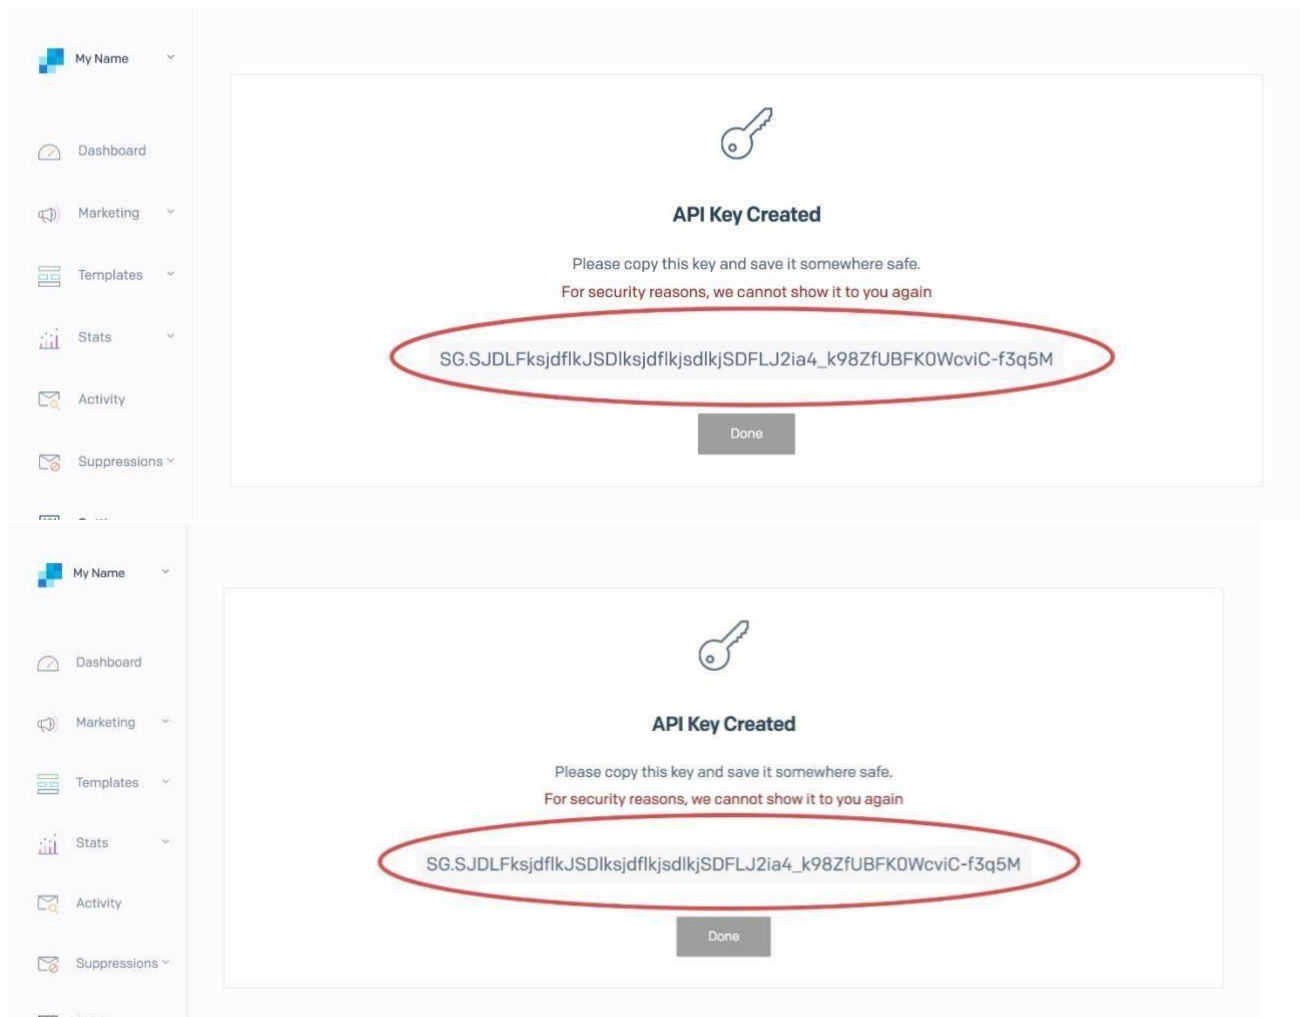 My Name
Dashboard
Marketing
Templates
Stats
Activity
Suppressions
API Key Created
Please copy this key and save it somewhere safe.
For security reasons, we cannot show it to you again
SG.SJDLFksjdflkJSDlksjdflkjsdlkjSDFLJ2ia4_k98ZfUBFK0WcviC-f3q5M
Done
My Name
Dashboard
Marketing
Templates
Stats
Activity
Suppressions
API Key Created
Please copy this key and save it somewhere safe.
For security reasons, we cannot show it to you again
SG.SJDLFksjdflkJSDlksjdflkjsdlkjSDFLJ2ia4_k98ZfUBFK0WcviC-f3q5M
Done